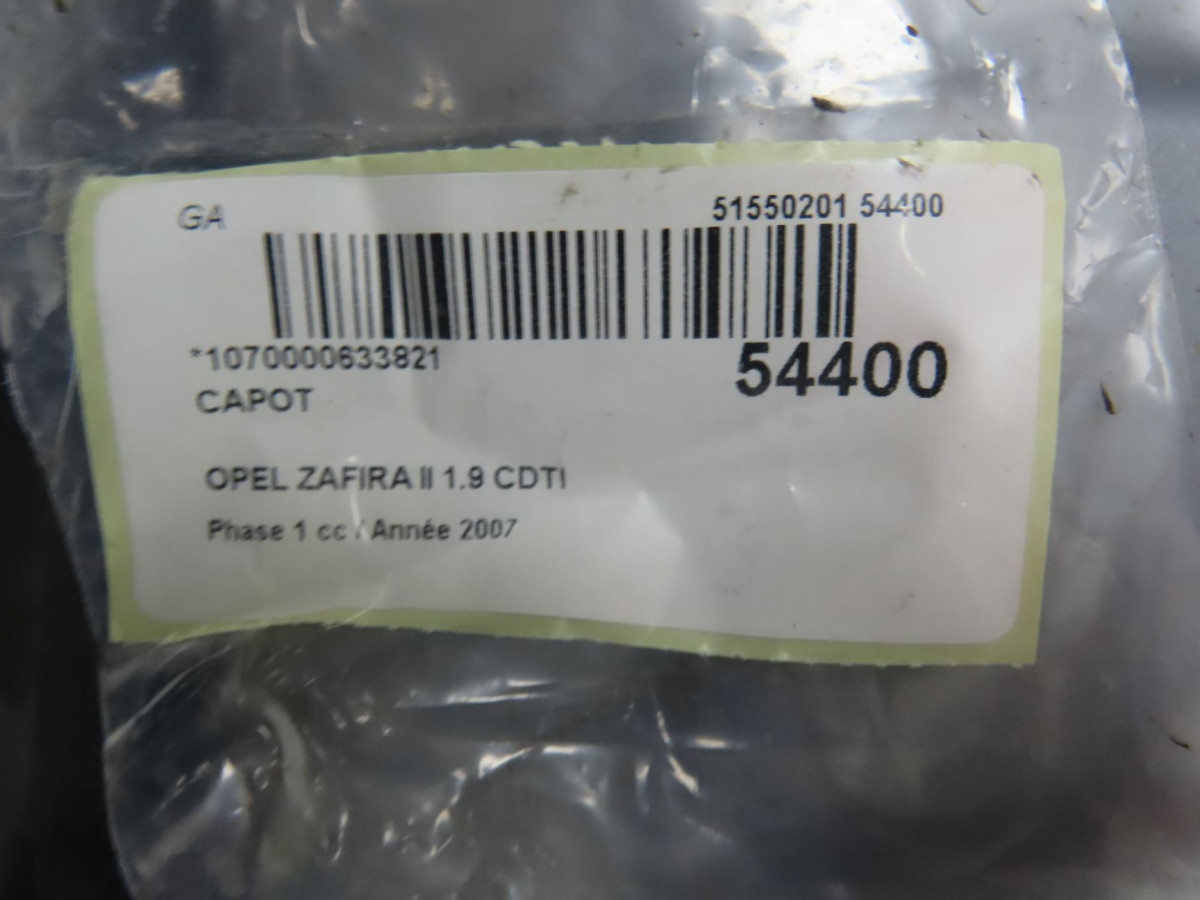 GA 51550201 54400
*1070000633821 54400
CAPOT
OPEL ZAFIRA II 1.9 CDTI
Phase 1 cc / Année 2007